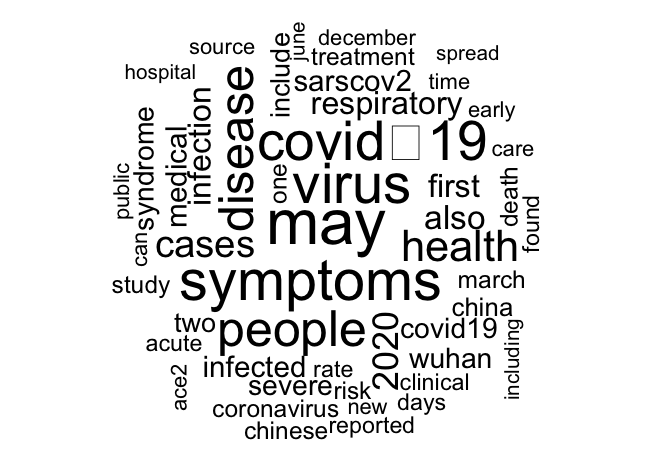 december
june
source
treatment
spread
include
hospital
sarscov2
time
disease
respiratory
early
infection
medical
syndrome
covid□19
care
public
one
virus
first
death
may
also
found
can
cases
health
symptoms
study
march
china
two
people
2020
covid19
acute
including
infected
rate
wuhan
ace2
severe
risk
clinical
coronavirus
new
days
chinese
reported